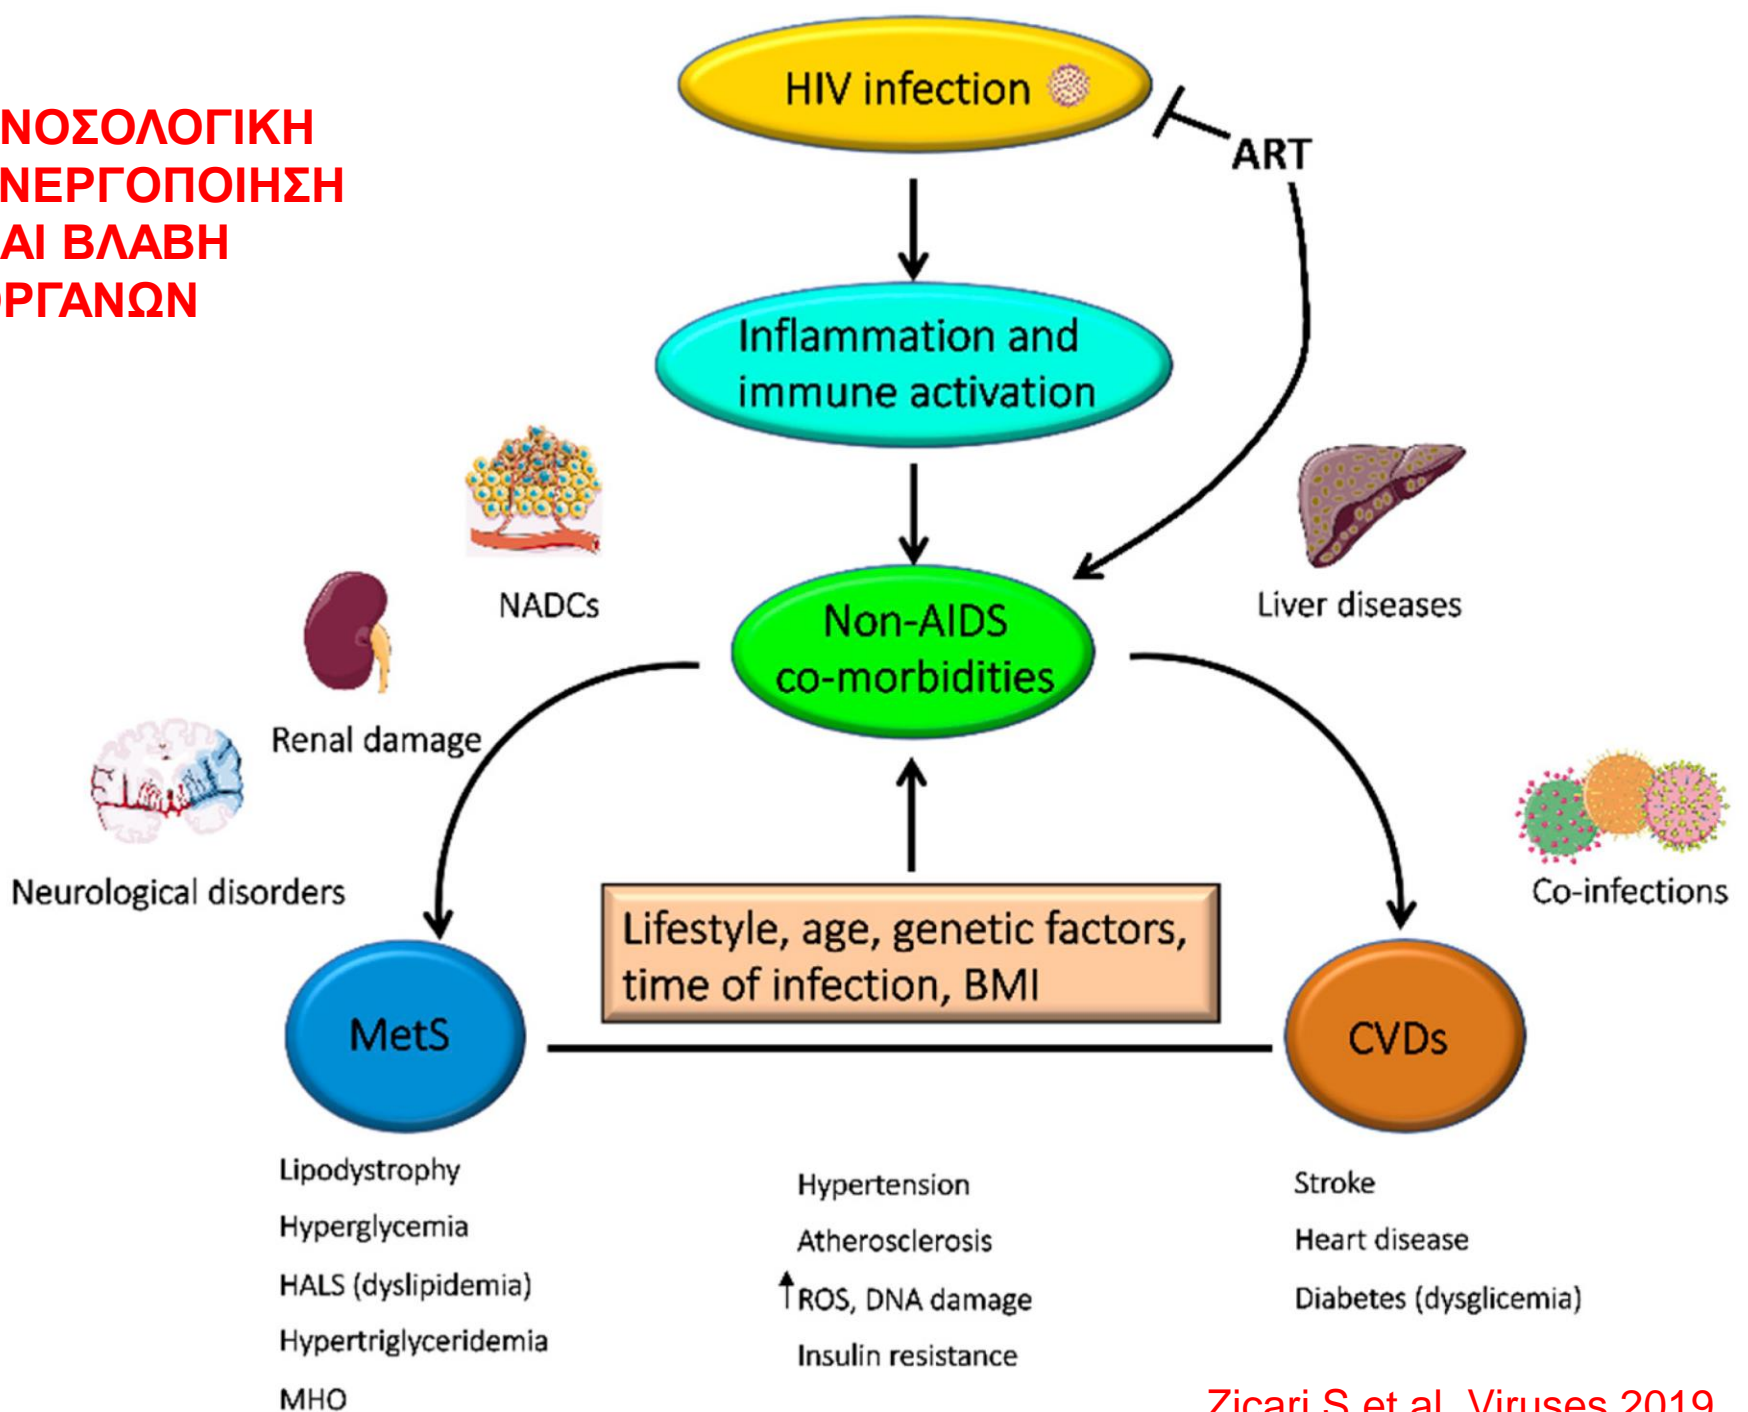 ΝΟΣΟΛΟΓΙΚΗ
ΝΕΡΓΟΠΟΙΗΣΗ
ΑΙ ΒΛΑΒΗ
ΡΓΑΝΩΝ
HIV infection
ART
Inflammation and
immune activation
NADCs
Liver diseases
Non-AIDS
co-morbidities
Renal damage
Neurological disorders
Co-infections
Lifestyle, age, genetic factors,
time of infection, BMI
MetS
CVDs
Lipodystrophy
Hyperglycemia
HALS (dyslipidemia)
Hypertriglyceridemia
MHO
Hypertension
Atherosclerosis
↑ROS, DNA damage
Insulin resistance
Stroke
Heart disease
Diabetes (dysglicemia)
Zicari S et al, Viruses 2019